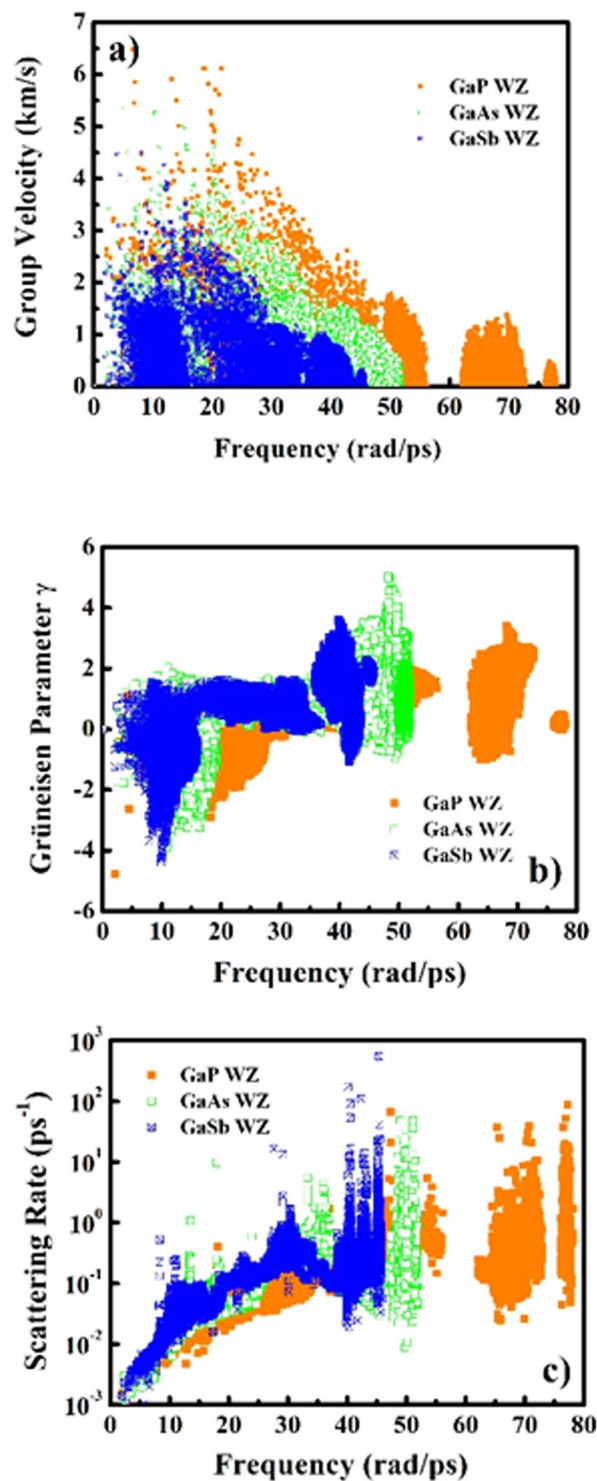 a)
7
6
5
4
3
2
1
0
Group Velocity (km/s)
GaP WZ
GaAs WZ
GaSb WZ
0 10 20 30 40 50 60 70 80
Frequency (rad/ps)
6
4
2
0
-2
-4
-6
Grüneisen Parameter γ
GaP WZ
GaAs WZ
GaSb WZ
b)
10 20 30 40 50 60 70 80
Frequency (rad/ps)
10³
10²
10¹
10⁰
10⁻¹
10⁻²
10⁻³
Scattering Rate (ps⁻¹)
GaP WZ
GaAs WZ
GaSb WZ
c)
0 10 20 30 40 50 60 70 80
Frequency (rad/ps)